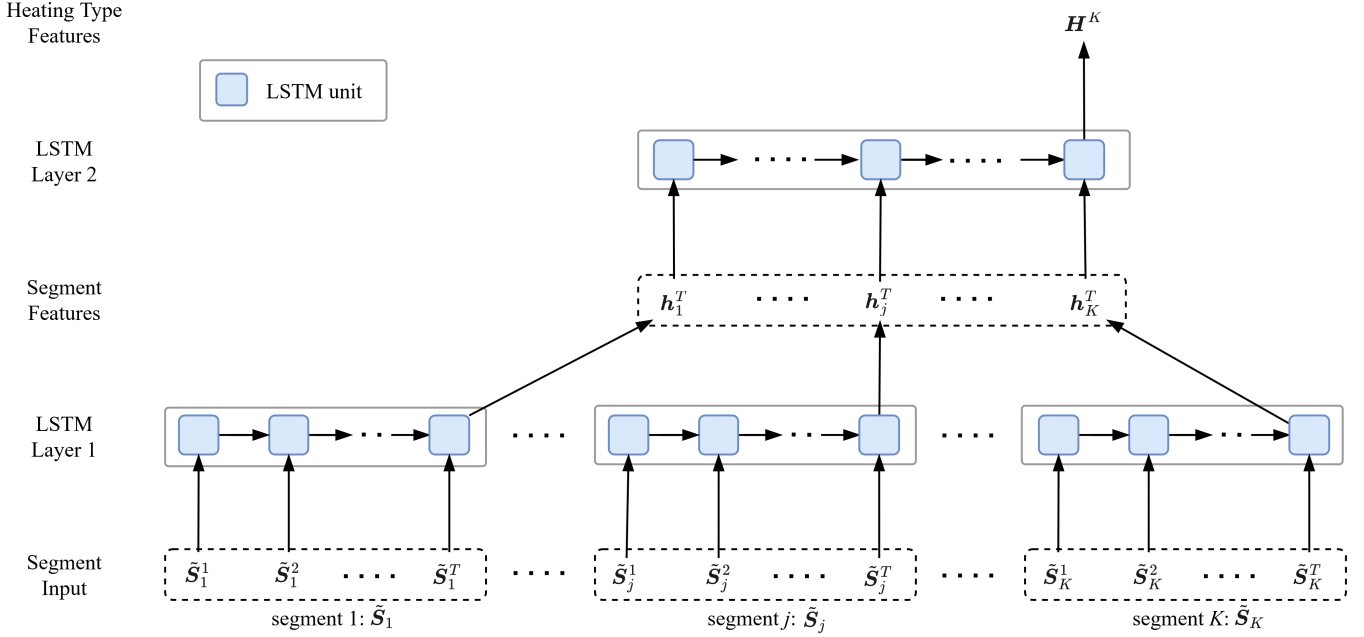 Heating Type
Features
𝑯^K
LSTM unit
LSTM
Layer 2
Segment
Features
𝒉_1^T .... 𝒉_j^T .... 𝒉_K^T
LSTM
Layer 1
Segment
Input
S̃_1^1 S̃_1^2 .... S̃_1^T .... S̃_j^1 S̃_j^2 .... S̃_j^T .... S̃_K^1 S̃_K^2 .... S̃_K^T
segment 1: S̃_1
segment j: S̃_j
segment K: S̃_K